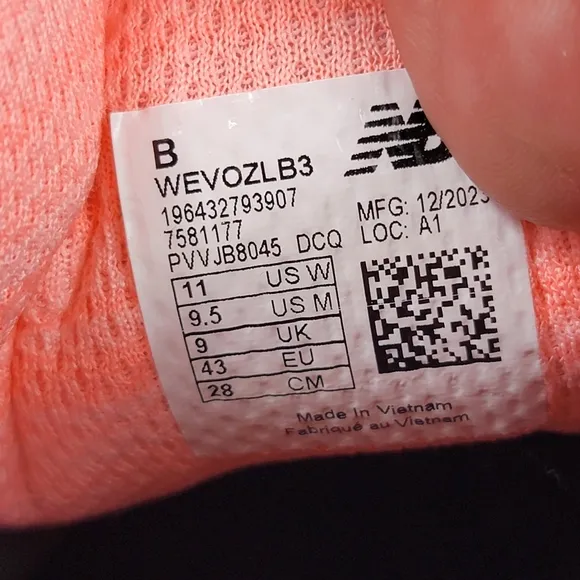 B
WEVOZLB3
196432793907
7581177
PVVJB8045 DCQ
MFG: 12/2023
LOC: A1
11 US W
9.5 US M
9 UK
43 EU
28 CM
Made In Vietnam
Fabriqué au Vietnam